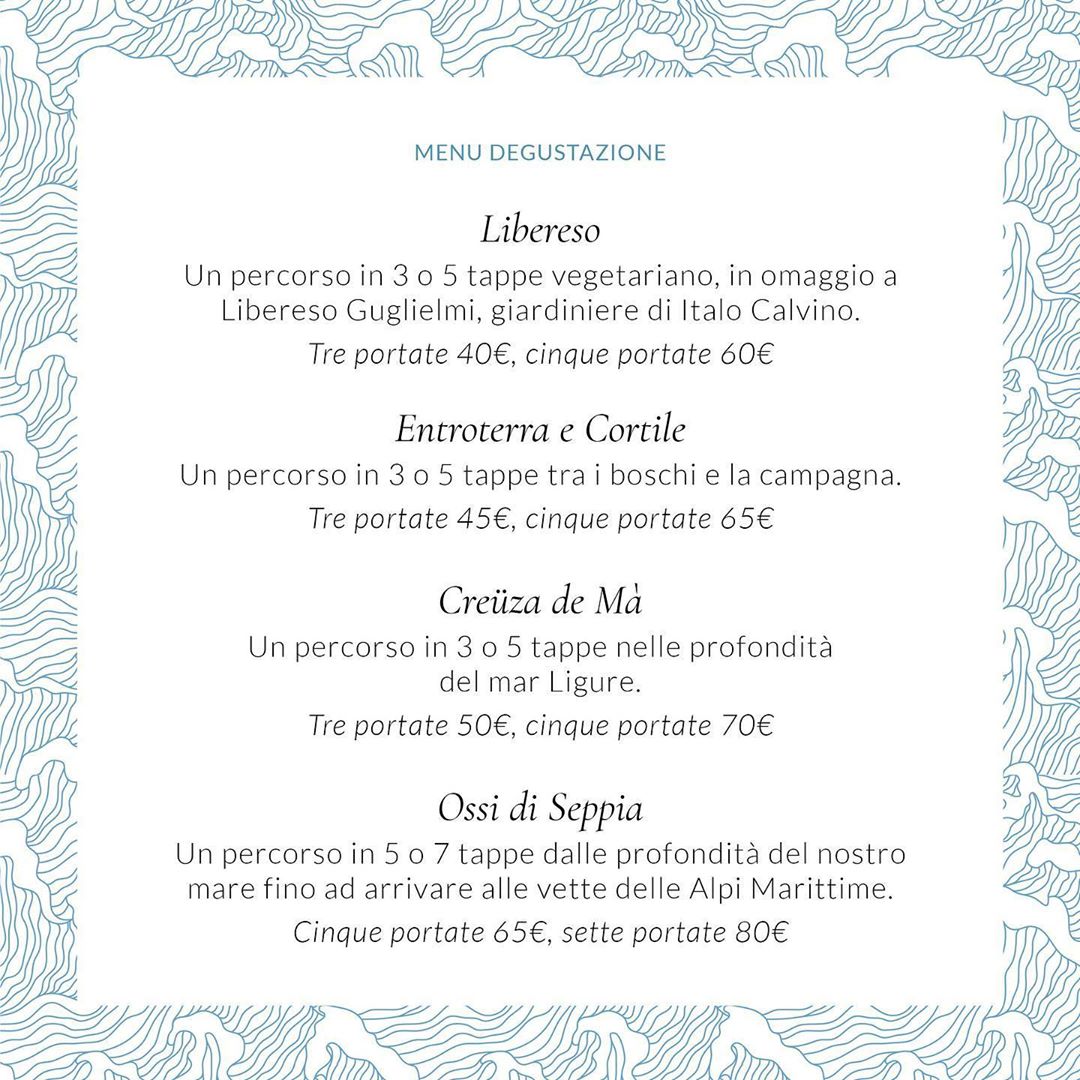 MENU DEGUSTAZIONE
Libereso
Un percorso in 3 o 5 tappe vegetariano, in omaggio a
Libereso Guglielmi, giardiniere di Italo Calvino.
Tre portate 40€, cinque portate 60€
Entroterra e Cortile
Un percorso in 3 o 5 tappe tra i boschi e la campagna.
Tre portate 45€, cinque portate 65€
Creüza de Mà
Un percorso in 3 o 5 tappe nelle profondità
del mar Ligure.
Tre portate 50€, cinque portate 70€
Ossi di Seppia
Un percorso in 5 o 7 tappe dalle profondità del nostro
mare fino ad arrivare alle vette delle Alpi Marittime.
Cinque portate 65€, sette portate 80€